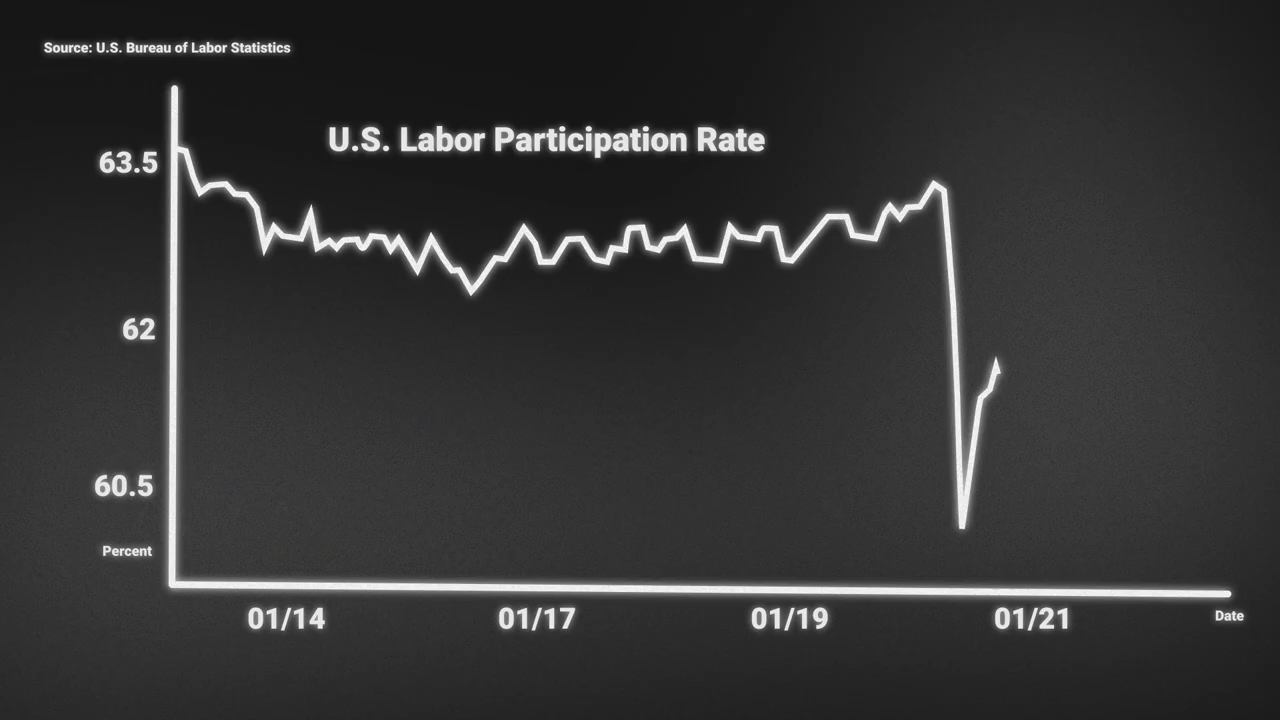 Source: U.S. Bureau of Labor Statistics
U.S. Labor Participation Rate
63.5
62
60.5
Percent
01/14
01/17
01/19
01/21
Date